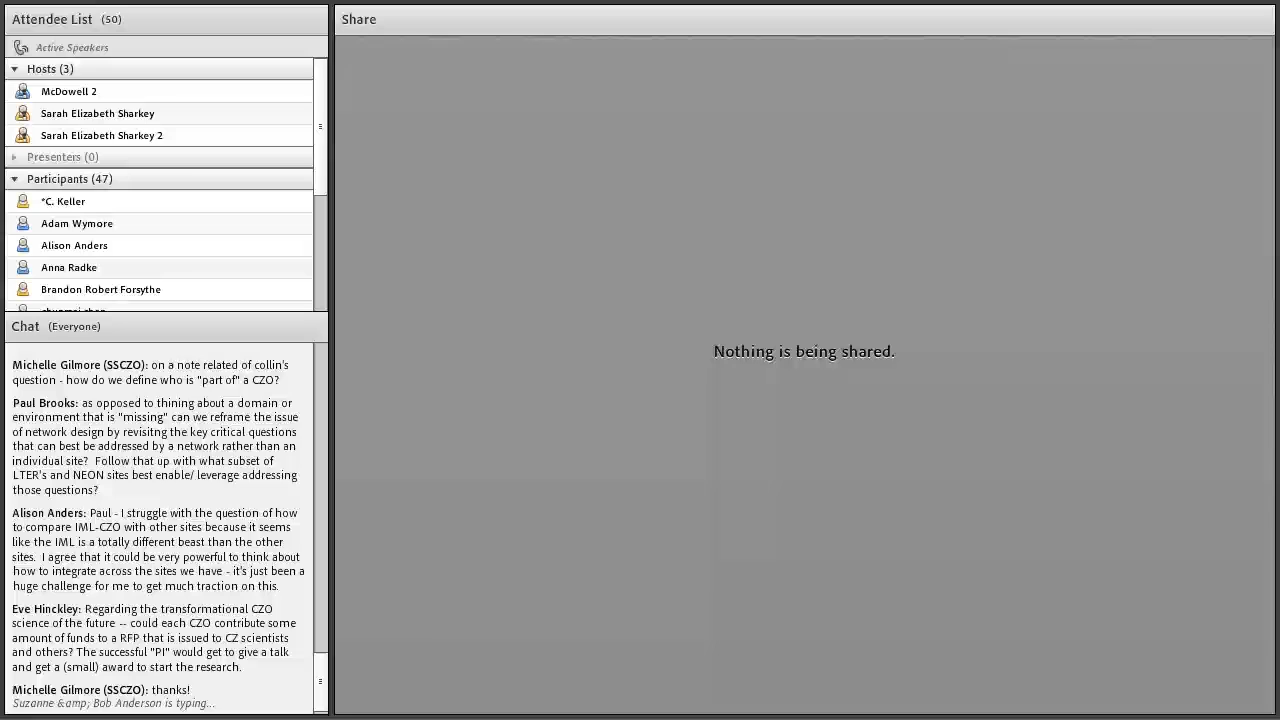 Attendee List (50)
Active Speakers
Hosts (3)
McDowell 2
Sarah Elizabeth Sharkey
Sarah Elizabeth Sharkey 2
Presenters (0)
Participants (47)
*C. Keller
Adam Wymore
Alison Anders
Anna Radke
Brandon Robert Forsythe
Chat (Everyone)
Michelle Gilmore (SSCZO): on a note related of collin's
question - how do we define who is "part of" a CZO?
Paul Brooks: as opposed to thining about a domain or
environment that is "missing" can we reframe the issue
of network design by revisitng the key critical questions
that can best be addressed by a network rather than an
individual site? Follow that up with what subset of
LTER's and NEON sites best enable/ leverage addressing
those questions?
Alison Anders: Paul - I struggle with the question of how
to compare IML-CZO with other sites because it seems
like the IML is a totally different beast than the other
sites. I agree that it could be very powerful to think about
how to integrate across the sites we have - it's just been a
huge challenge for me to get much traction on this.
Eve Hinckley: Regarding the transformational CZO
science of the future -- could each CZO contribute some
amount of funds to a RFP that is issued to CZ scientists
and others? The successful "PI" would get to give a talk
and get a (small) award to start the research.
Michelle Gilmore (SSCZO): thanks!
Suzanne &amp; Bob Anderson is typing...
Share
Nothing is being shared.